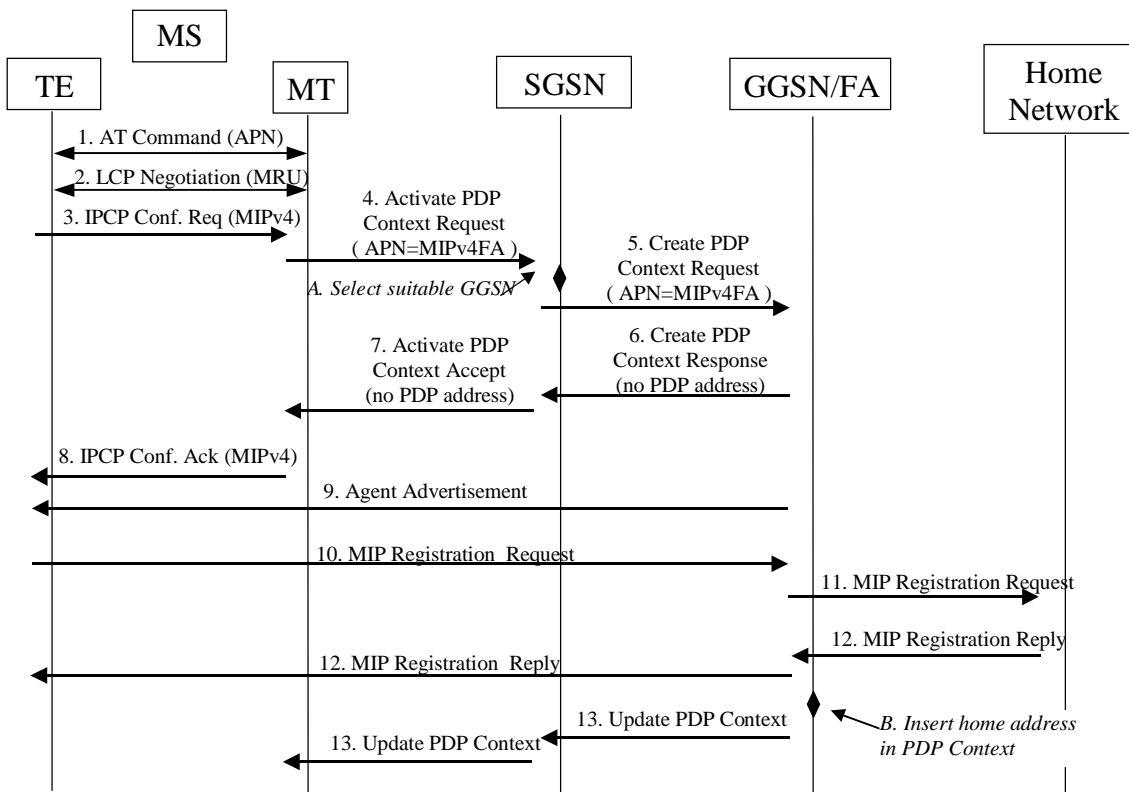 MS
TE
MT
SGSN
GGSN/FA
Home
Network
1. AT Command (APN)
2. LCP Negotiation (MRU)
3. IPCP Conf. Req (MIPv4)
4. Activate PDP
Context Request
( APN=MIPv4FA )
5. Create PDP
Context Request
( APN=MIPv4FA )
A. Select suitable GGSN
6. Create PDP
Context Response
(no PDP address)
7. Activate PDP
Context Accept
(no PDP address)
8. IPCP Conf. Ack (MIPv4)
9. Agent Advertisement
10. MIP Registration Request
11. MIP Registration Request
12. MIP Registration Reply
12. MIP Registration Reply
13. Update PDP Context
B. Insert home address
in PDP Context
13. Update PDP Context